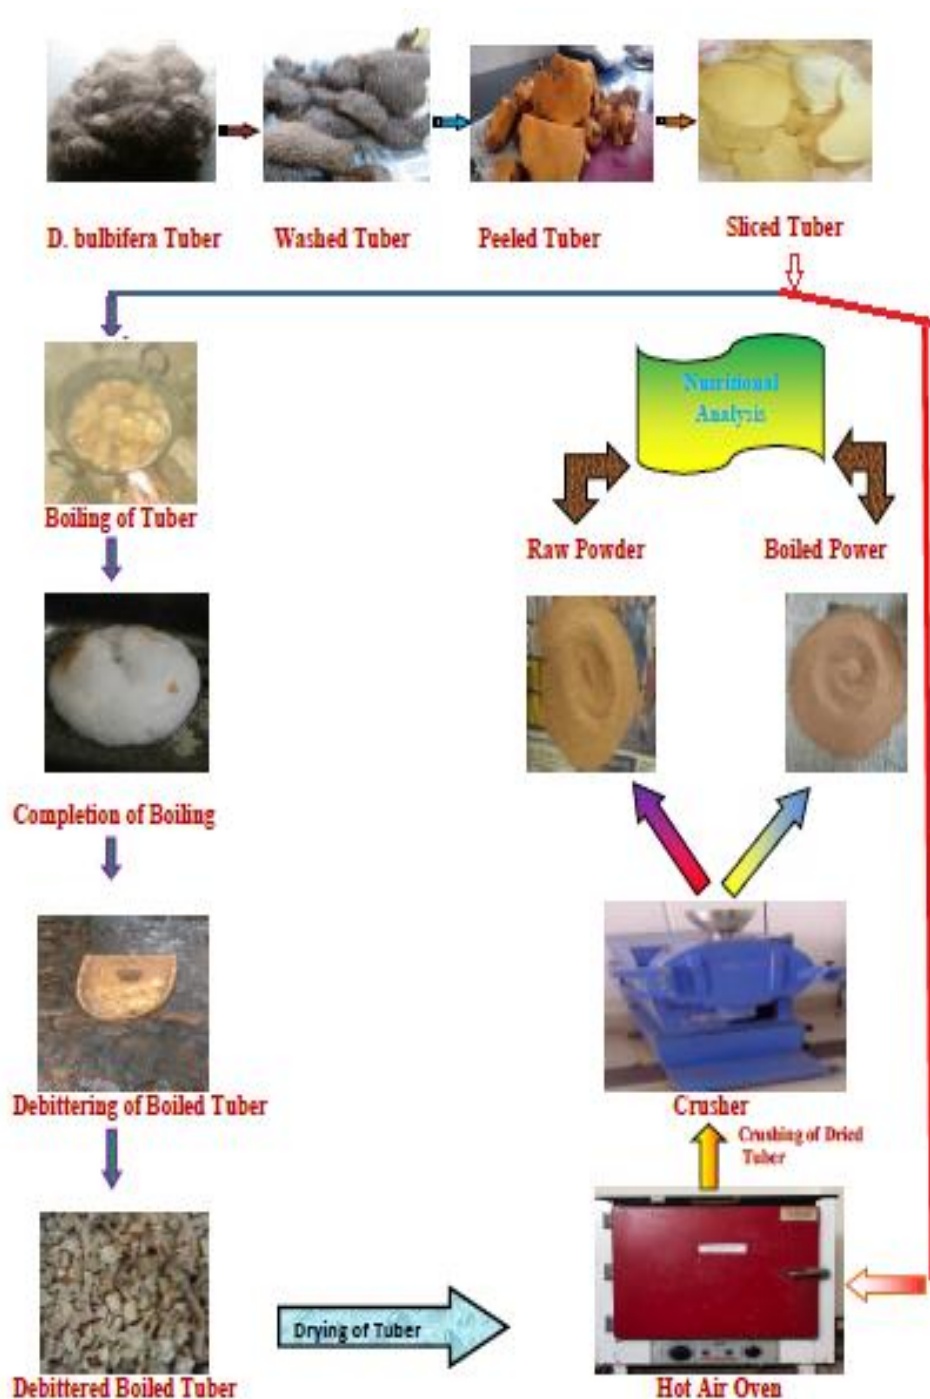 D. bulbifera Tuber
Washed Tuber
Peeled Tuber
Sliced Tuber
Nutritional
Analysis
Boiling of Tuber
Raw Powder
Boiled Power
Completion of Boiling
Debittering of Boiled Tuber
Crusher
Crushing of Dried
Tuber
Drying of Tuber
Debittered Boiled Tuber
Hot Air Oven